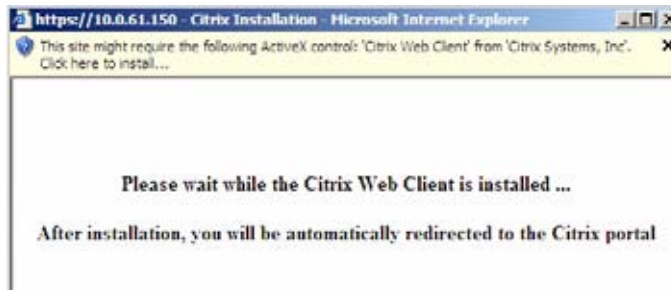 https://10.0.61.150 - Citrix Installation - Microsoft Internet Explorer
This site might require the following ActiveX control: 'Citrix Web Client' from 'Citrix Systems, Inc'.
Click here to install...
Please wait while the Citrix Web Client is installed ...
After installation, you will be automatically redirected to the Citrix portal